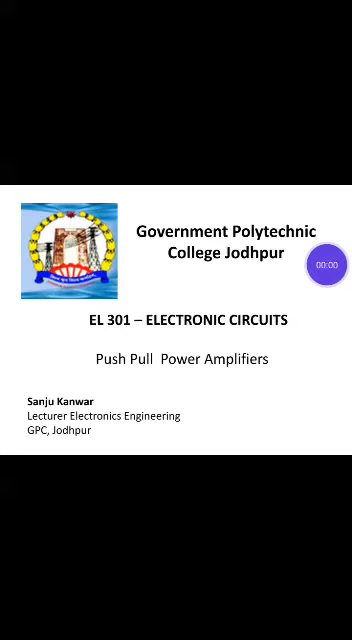 Government Polytechnic
College Jodhpur
00:00
EL 301 – ELECTRONIC CIRCUITS
Push Pull Power Amplifiers
Sanju Kanwar
Lecturer Electronics Engineering
GPC, Jodhpur